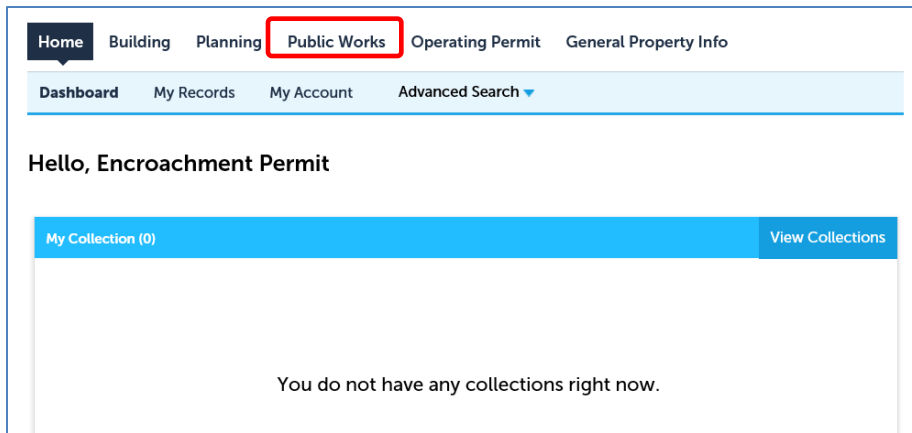 Home Building Planning Public Works Operating Permit General Property Info
Dashboard My Records My Account Advanced Search
Hello, Encroachment Permit
My Collection (0) View Collections
You do not have any collections right now.